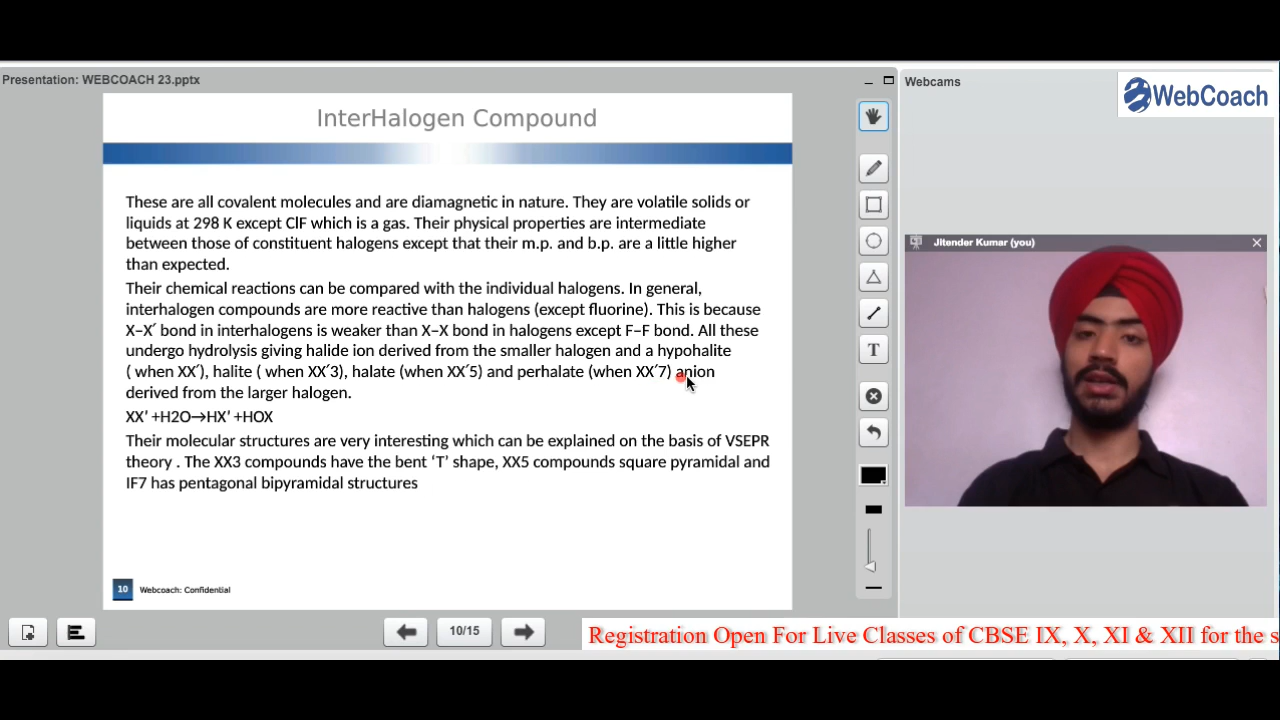 Presentation: WEBCOACH 23.pptx
Webcams
WebCoach
InterHalogen Compound
These are all covalent molecules and are diamagnetic in nature. They are volatile solids or
liquids at 298 K except ClF which is a gas. Their physical properties are intermediate
between those of constituent halogens except that their m.p. and b.p. are a little higher
than expected.
Their chemical reactions can be compared with the individual halogens. In general,
interhalogen compounds are more reactive than halogens (except fluorine). This is because
X–X′ bond in interhalogens is weaker than X–X bond in halogens except F–F bond. All these
undergo hydrolysis giving halide ion derived from the smaller halogen and a hypohalite
( when XX′), halite ( when XX′3), halate (when XX′5) and perhalate (when XX′7) anion
derived from the larger halogen.
XX' +H2O→HX' +HOX
Their molecular structures are very interesting which can be explained on the basis of VSEPR
theory . The XX3 compounds have the bent ‘T’ shape, XX5 compounds square pyramidal and
IF7 has pentagonal bipyramidal structures
10 Webcoach: Confidential
Jitender Kumar (you)
T
10/15
Registration Open For Live Classes of CBSE IX, X, XI & XII for the s